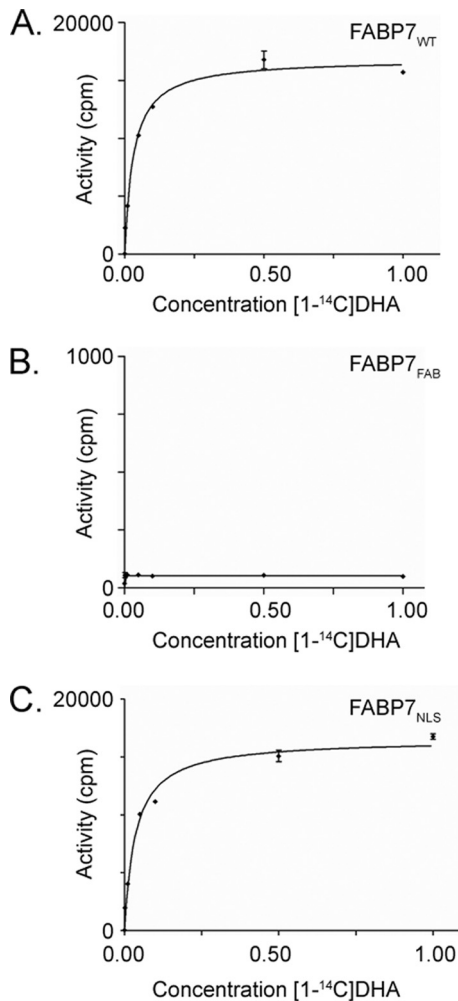 A.
20000
FABP7WT
Activity (cpm)
0
0.00 0.50 1.00
Concentration [1-¹⁴C]DHA
B.
1000
FABP7FAB
Activity (cpm)
0
0.00 0.50 1.00
Concentration [1-¹⁴C]DHA
C.
20000
FABP7NLS
Activity (cpm)
0
0.00 0.50 1.00
Concentration [1-¹⁴C]DHA